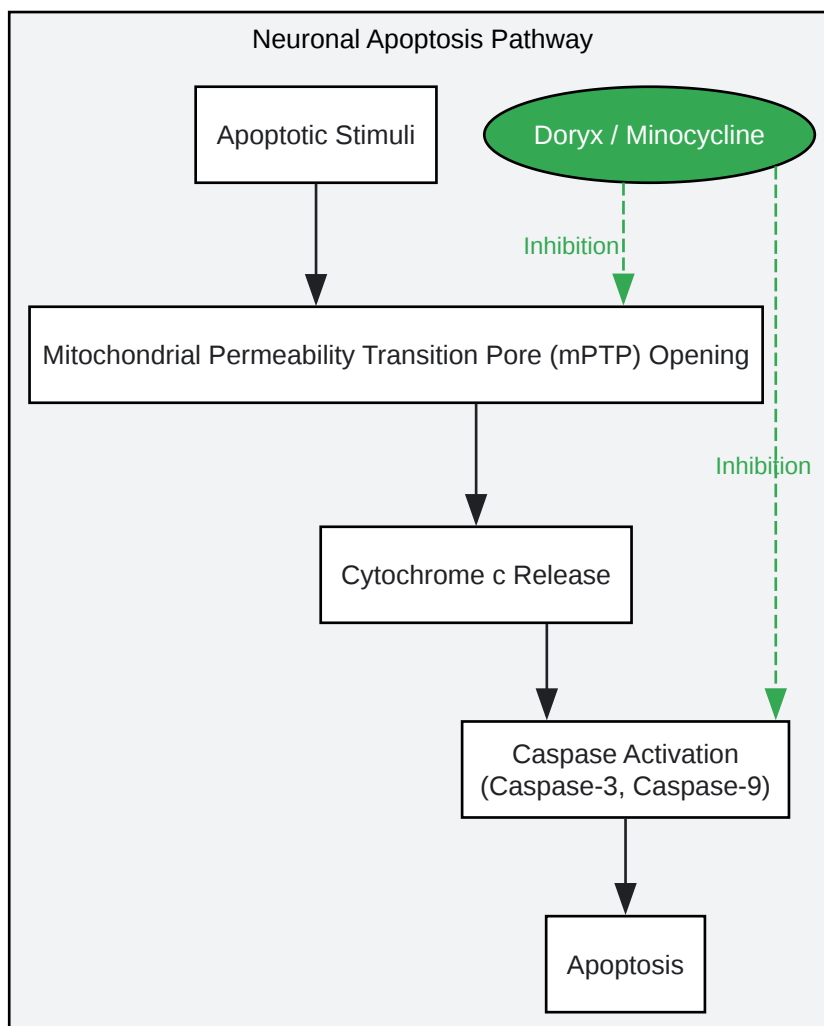 Neuronal Apoptosis Pathway
Apoptotic Stimuli
Doryx / Minocycline
Inhibition
Mitochondrial Permeability Transition Pore (mPTP) Opening
Inhibition
Cytochrome c Release
Caspase Activation
(Caspase-3, Caspase-9)
Apoptosis